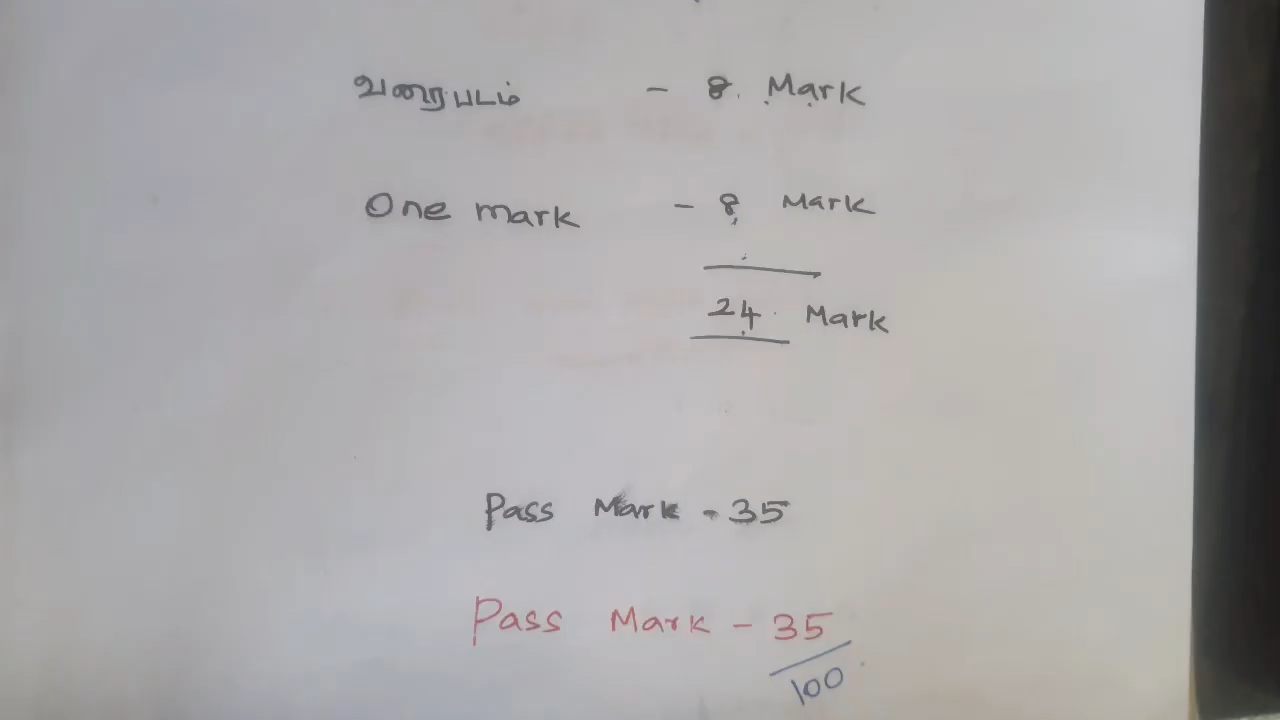 வரைபடம் - 8 Mark
One mark - 8 Mark
24 Mark
Pass Mark - 35
Pass Mark - 35
100